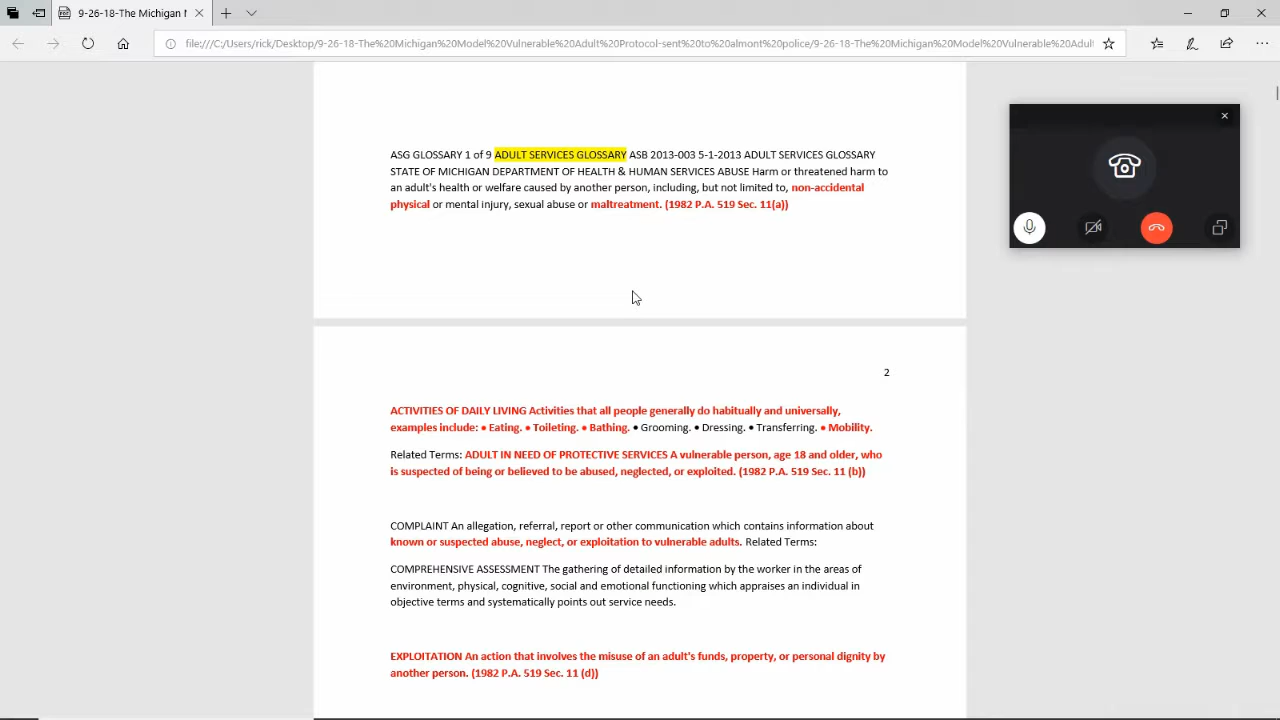 9-26-18-The Michigan M
file:///C:/Users/rick/Desktop/9-26-18-The%20Michigan%20Model%20Vulnerable%20Adult%20Protocol-sent%20to%20almont%20police/9-26-18-The%20Michigan%20Model%20Vulnerable%20Adul
ASG GLOSSARY 1 of 9 ADULT SERVICES GLOSSARY ASB 2013-003 5-1-2013 ADULT SERVICES GLOSSARY
STATE OF MICHIGAN DEPARTMENT OF HEALTH & HUMAN SERVICES ABUSE Harm or threatened harm to
an adult's health or welfare caused by another person, including, but not limited to, non-accidental
physical or mental injury, sexual abuse or maltreatment. (1982 P.A. 519 Sec. 11(a))
2
ACTIVITIES OF DAILY LIVING Activities that all people generally do habitually and universally,
examples include: • Eating. • Toileting. • Bathing. • Grooming. • Dressing. • Transferring. • Mobility.
Related Terms: ADULT IN NEED OF PROTECTIVE SERVICES A vulnerable person, age 18 and older, who
is suspected of being or believed to be abused, neglected, or exploited. (1982 P.A. 519 Sec. 11 (b))
COMPLAINT An allegation, referral, report or other communication which contains information about
known or suspected abuse, neglect, or exploitation to vulnerable adults. Related Terms:
COMPREHENSIVE ASSESSMENT The gathering of detailed information by the worker in the areas of
environment, physical, cognitive, social and emotional functioning which appraises an individual in
objective terms and systematically points out service needs.
EXPLOITATION An action that involves the misuse of an adult's funds, property, or personal dignity by
another person. (1982 P.A. 519 Sec. 11 (d))